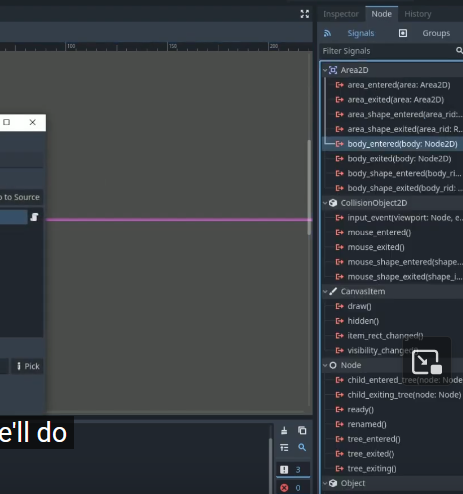 Inspector Node History
Signals Groups
Filter Signals
100 150 200
Area2D
area_entered(area: Area2D)
area_exited(area: Area2D)
area_shape_entered(area_rid:...
area_shape_exited(area_rid: R...
body_entered(body: Node2D)
body_exited(body: Node2D)
body_shape_entered(body_ri...
body_shape_exited(body_rid: ...
CollisionObject2D
input_event(viewport: Node, e...
mouse_entered()
mouse_exited()
mouse_shape_entered(shape...
mouse_shape_exited(shape_i...
CanvasItem
draw()
hidden()
item_rect_changed()
visibility_changed()
Node
child_entered_tree(node: Node
child_exiting_tree(node: Node)
ready()
renamed()
tree_entered()
tree_exited()
tree_exiting()
Object
o to Source
Pick
e'll do
3
0